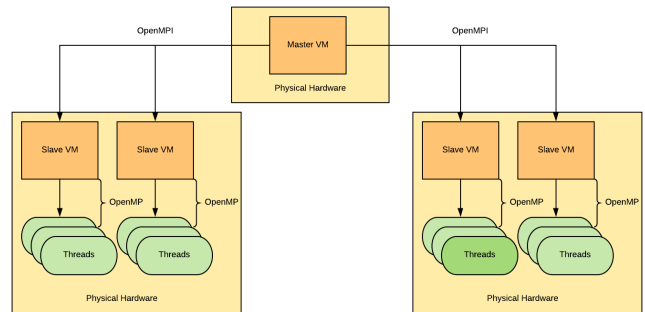 OpenMPI
OpenMPI
Master VM
Physical Hardware
Slave VM
Slave VM
OpenMP
OpenMP
Threads
Threads
Physical Hardware
Slave VM
Slave VM
OpenMP
OpenMP
Threads
Threads
Physical Hardware